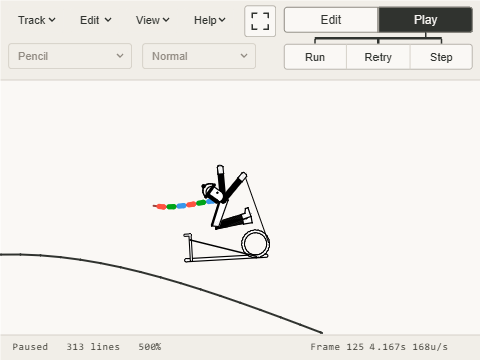 Track Edit View Help Edit Play
Pencil Normal Run Retry Step
Paused 313 lines 500% Frame 125 4.167s 168u/s